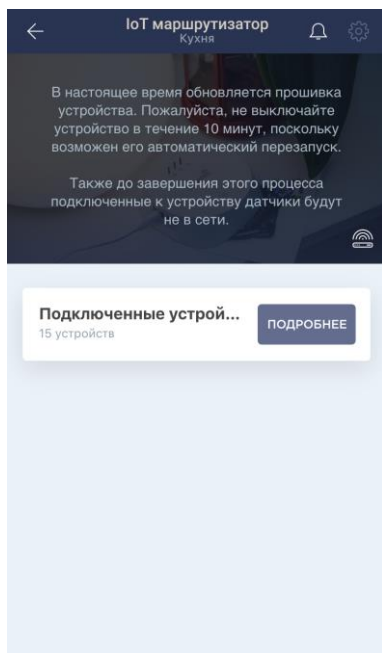 IoT маршрутизатор
Кухня
В настоящее время обновляется прошивка
устройства. Пожалуйста, не выключайте
устройство в течение 10 минут, поскольку
возможен его автоматический перезапуск.
Также до завершения этого процесса
подключенные к устройству датчики будут
не в сети.
Подключенные устрой...
15 устройств
ПОДРОБНЕЕ